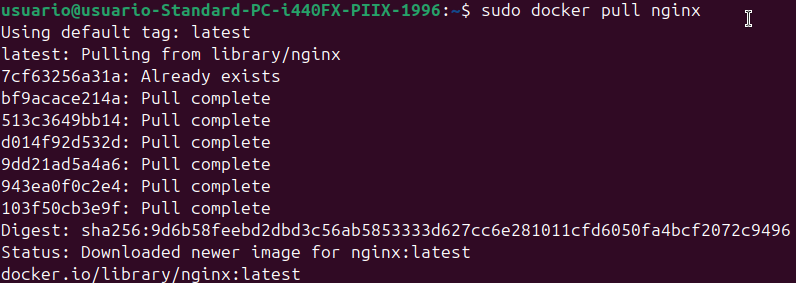 usuario@usuario-Standard-PC-i440FX-PIIX-1996:~$ sudo docker pull nginx
Using default tag: latest
latest: Pulling from library/nginx
7cf63256a31a: Already exists
bf9acace214a: Pull complete
513c3649bb14: Pull complete
d014f92d532d: Pull complete
9dd21ad5a4a6: Pull complete
943ea0f0c2e4: Pull complete
103f50cb3e9f: Pull complete
Digest: sha256:9d6b58feebd2dbd3c56ab5853333d627cc6e281011cfd6050fa4bcf2072c9496
Status: Downloaded newer image for nginx:latest
docker.io/library/nginx:latest